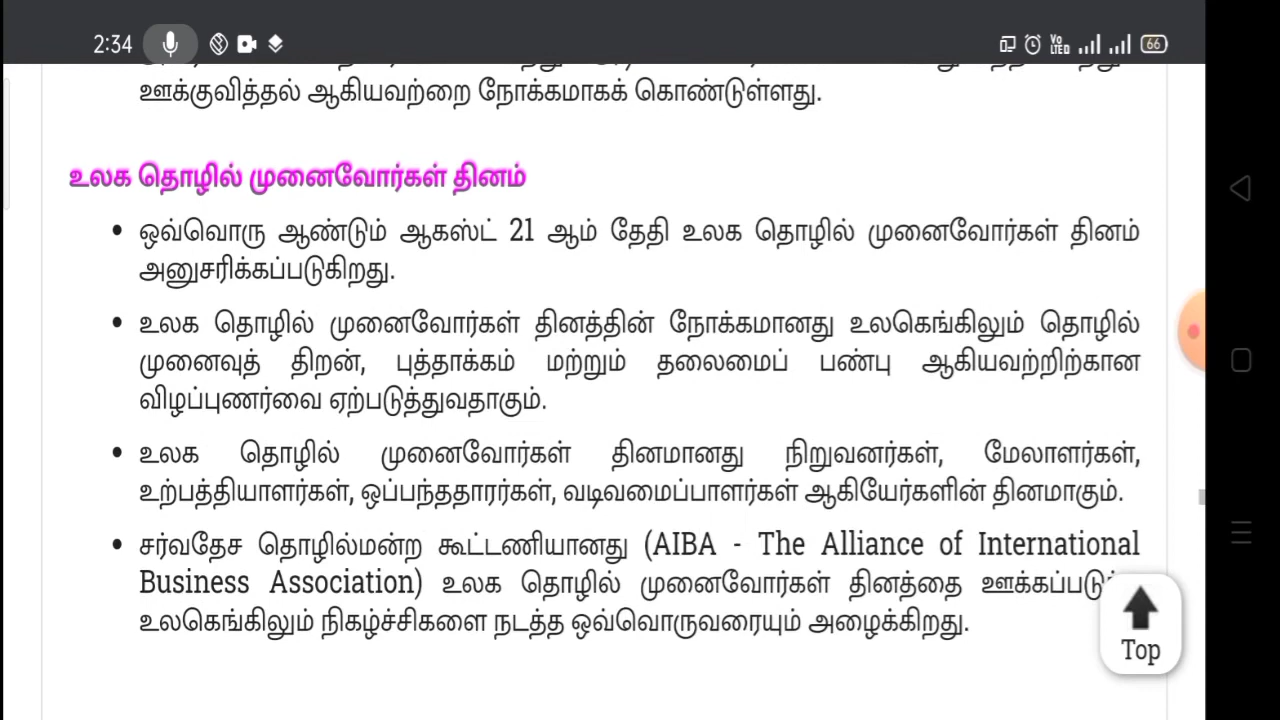 2:34
Vo LTED
66
ஊக்குவித்தல் ஆகியவற்றை நோக்கமாகக் கொண்டுள்ளது.
உலக தொழில் முனைவோர்கள் தினம்
• ஒவ்வொரு ஆண்டும் ஆகஸ்ட் 21 ஆம் தேதி உலக தொழில் முனைவோர்கள் தினம்
அனுசரிக்கப்படுகிறது.
• உலக தொழில் முனைவோர்கள் தினத்தின் நோக்கமானது உலகெங்கிலும் தொழில்
முனைவுத் திறன், புத்தாக்கம் மற்றும் தலைமைப் பண்பு ஆகியவற்றிற்கான
விழப்புணர்வை ஏற்படுத்துவதாகும்.
• உலக தொழில் முனைவோர்கள் தினமானது நிறுவனர்கள், மேலாளர்கள்,
உற்பத்தியாளர்கள், ஒப்பந்ததாரர்கள், வடிவமைப்பாளர்கள் ஆகியேர்களின் தினமாகும்.
• சர்வதேச தொழில்மன்ற கூட்டணியானது (AIBA - The Alliance of International
Business Association) உலக தொழில் முனைவோர்கள் தினத்தை
உலகெங்கிலும் நிகழ்ச்சிகளை நடத்த ஒவ்வொருவரையும் அழைக்கிறது.
Top